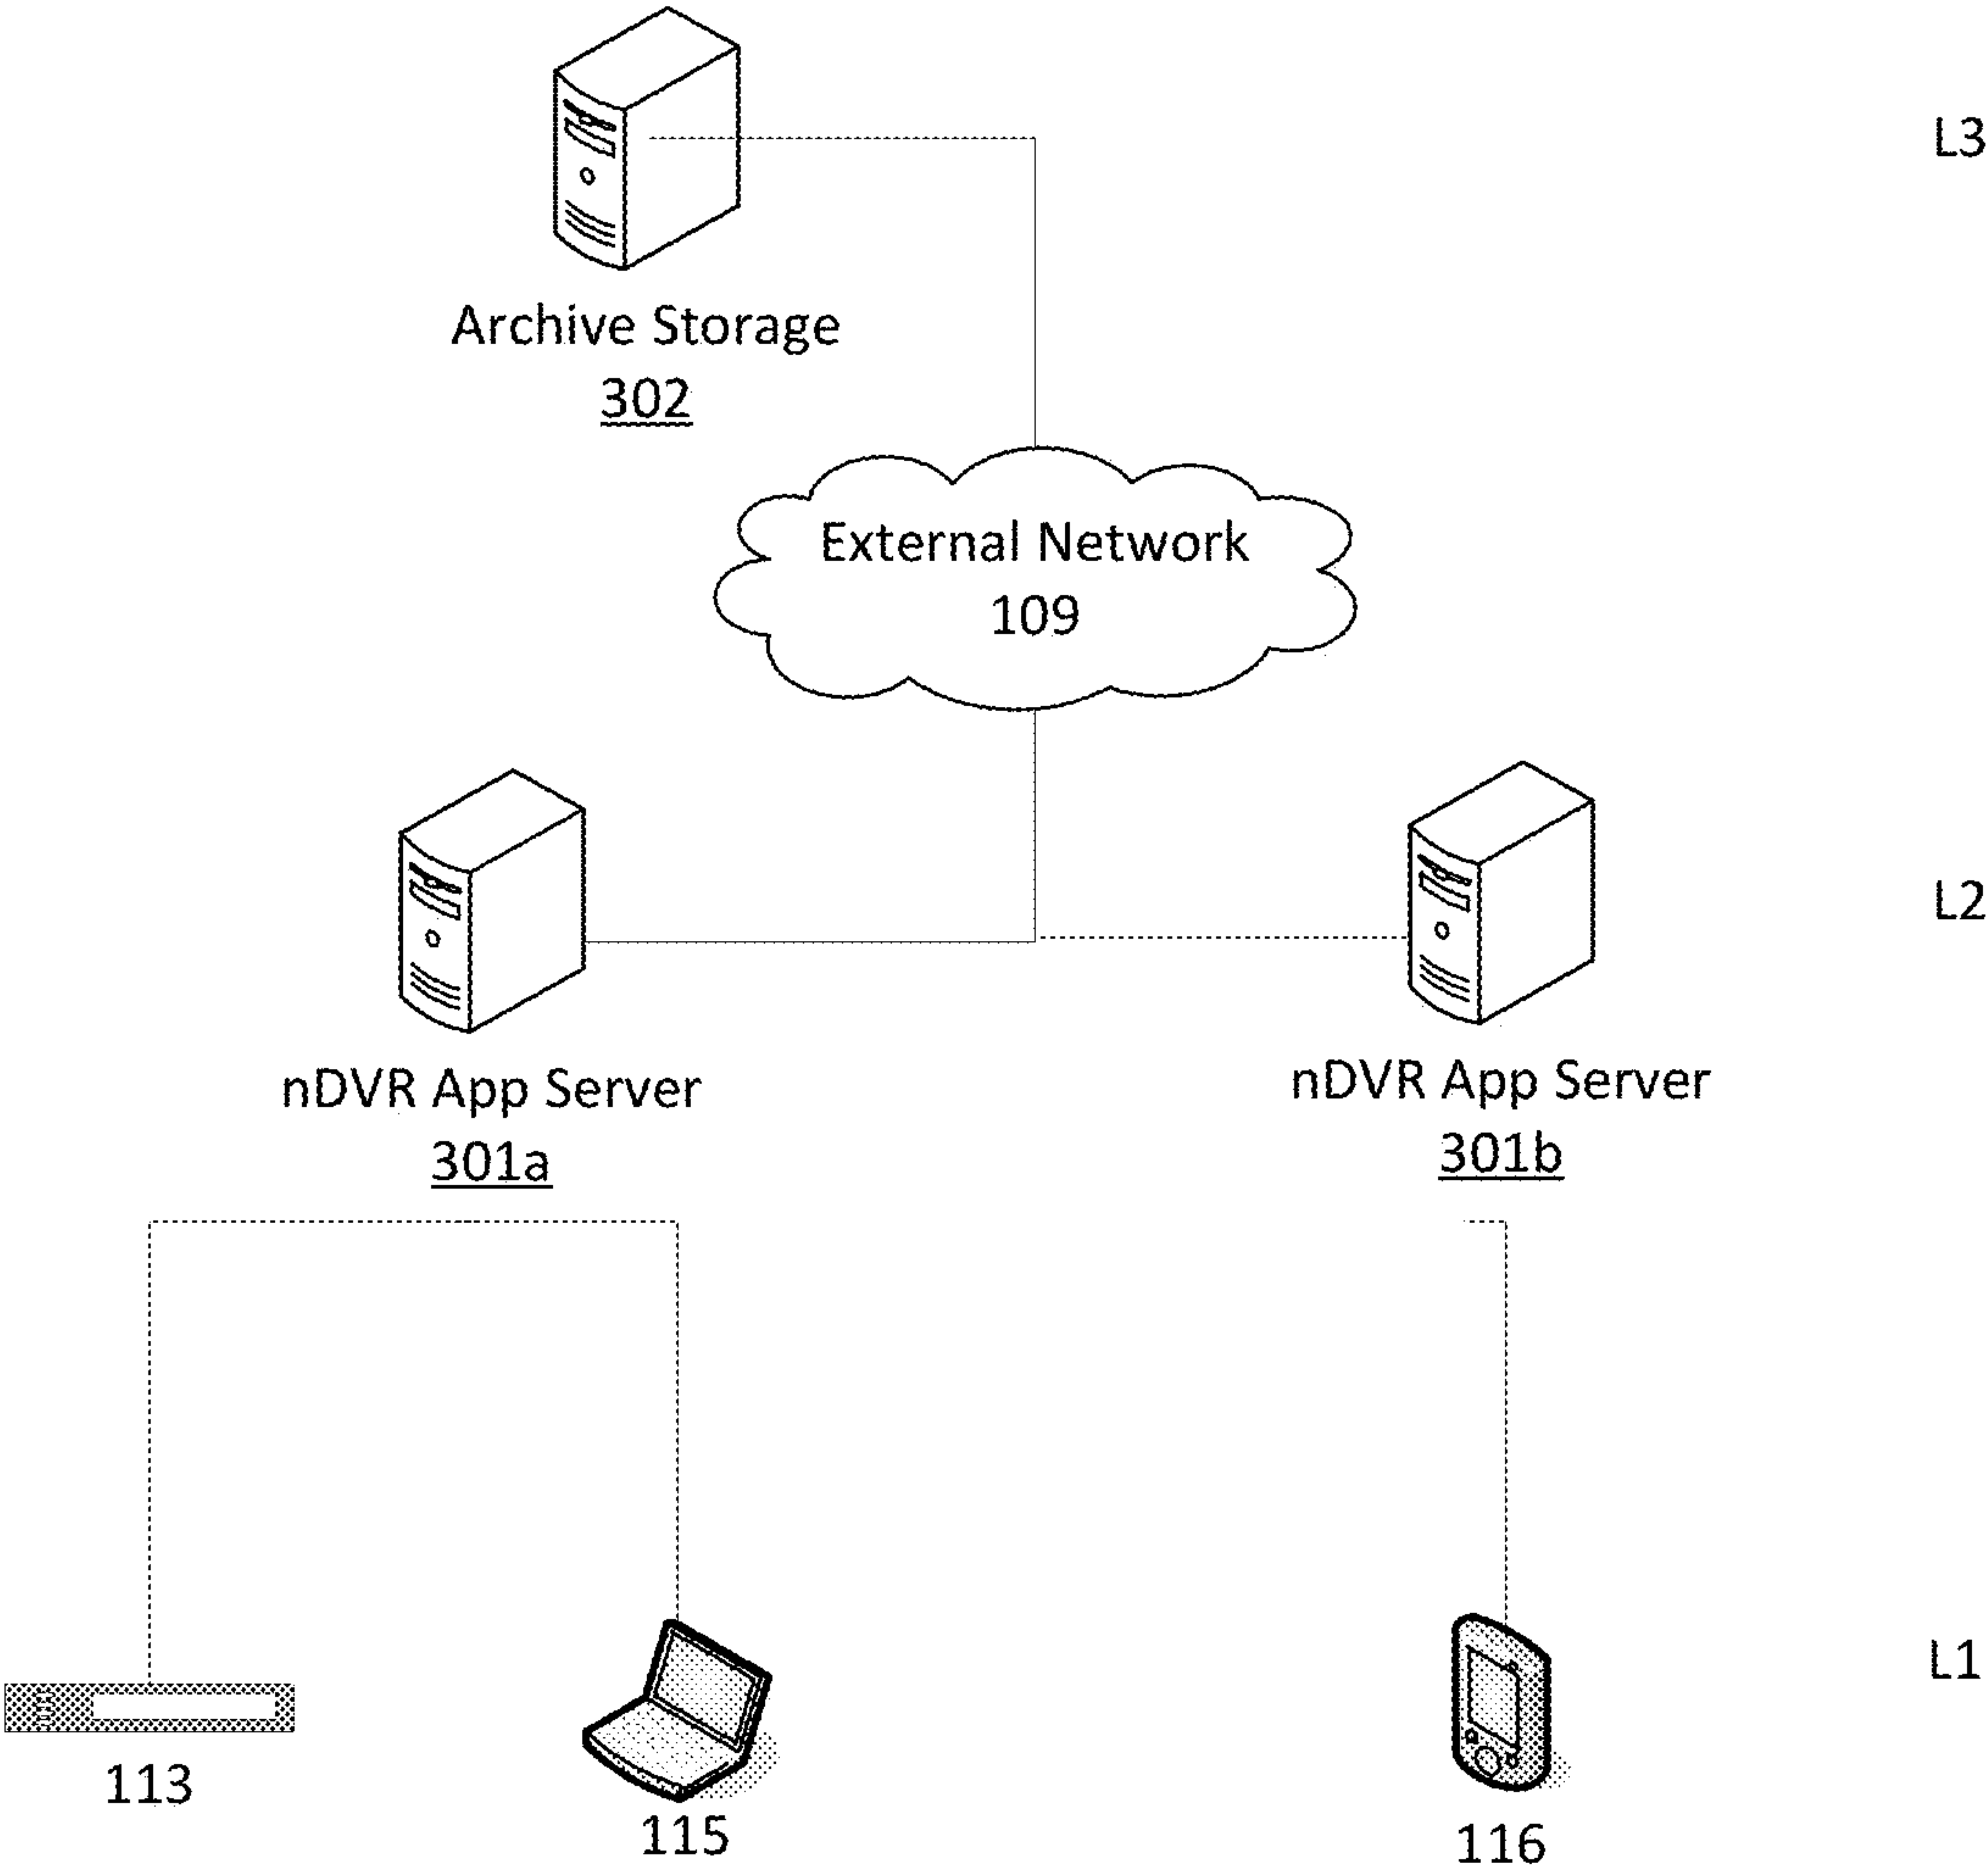 L3
Archive Storage
302
External Network
109
L2
nDVR App Server
301a
nDVR App Server
301b
L1
113
115
116